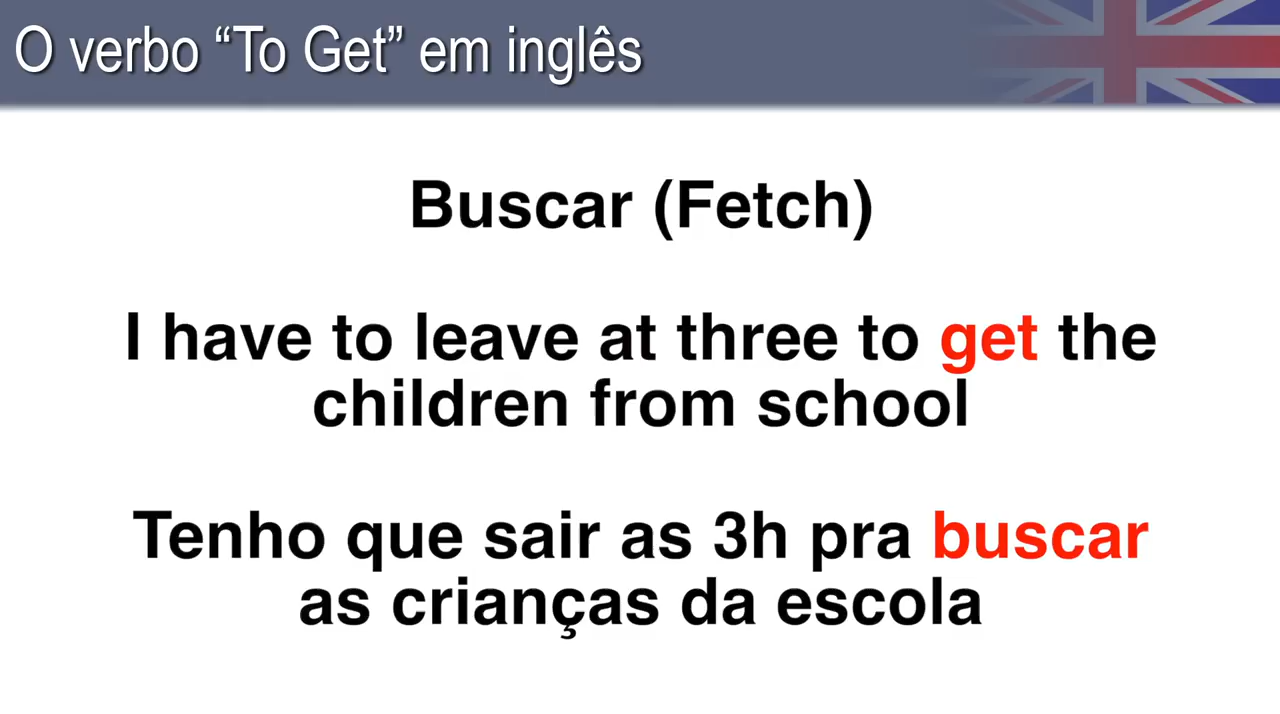 O verbo “To Get” em inglês
Buscar (Fetch)
I have to leave at three to get the
children from school
Tenho que sair as 3h pra buscar
as crianças da escola